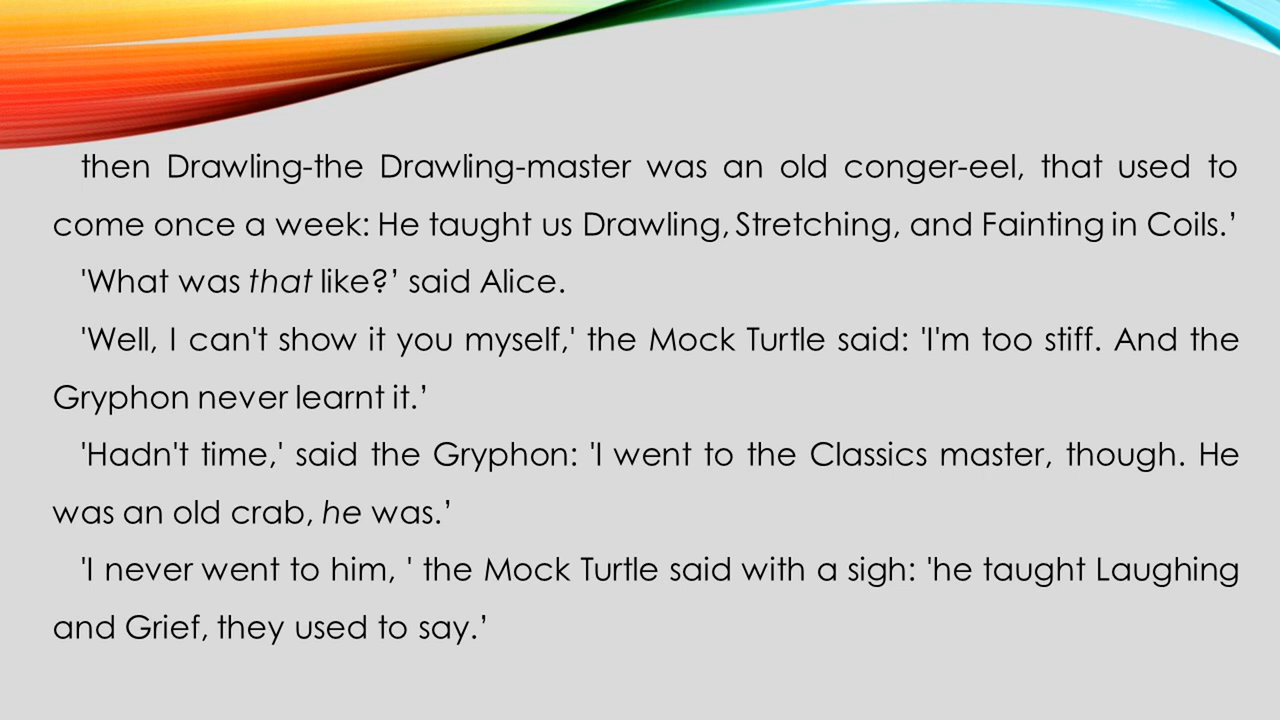 then Drawling-the Drawling-master was an old conger-eel, that used to
come once a week: He taught us Drawling, Stretching, and Fainting in Coils.’
'What was that like?’ said Alice.
'Well, I can't show it you myself,' the Mock Turtle said: 'I'm too stiff. And the
Gryphon never learnt it.’
'Hadn't time,' said the Gryphon: 'I went to the Classics master, though. He
was an old crab, he was.’
'I never went to him, ' the Mock Turtle said with a sigh: 'he taught Laughing
and Grief, they used to say.’